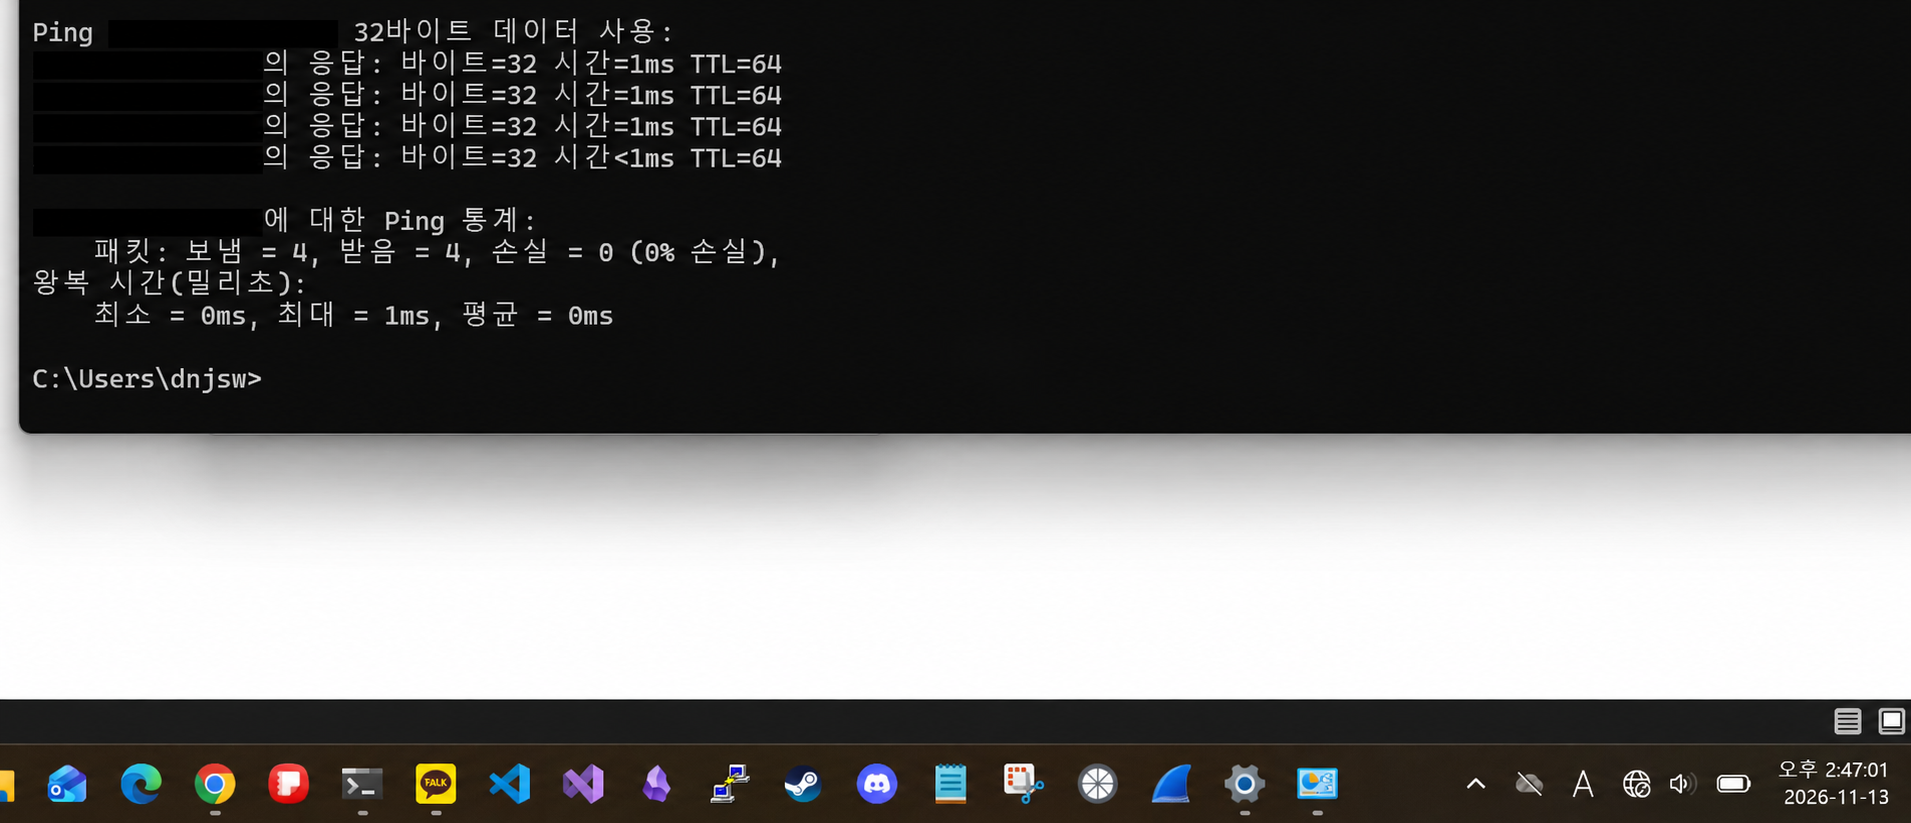 Ping 32바이트 데이터 사용:
의 응답: 바이트=32 시간=1ms TTL=64
의 응답: 바이트=32 시간=1ms TTL=64
의 응답: 바이트=32 시간=1ms TTL=64
의 응답: 바이트=32 시간<1ms TTL=64
에 대한 Ping 통계:
패킷: 보냄 = 4, 받음 = 4, 손실 = 0 (0% 손실),
왕복 시간(밀리초):
최소 = 0ms, 최대 = 1ms, 평균 = 0ms
C:\Users\dnjsw>
FALK
A
오후 2:47:01
2026-11-13